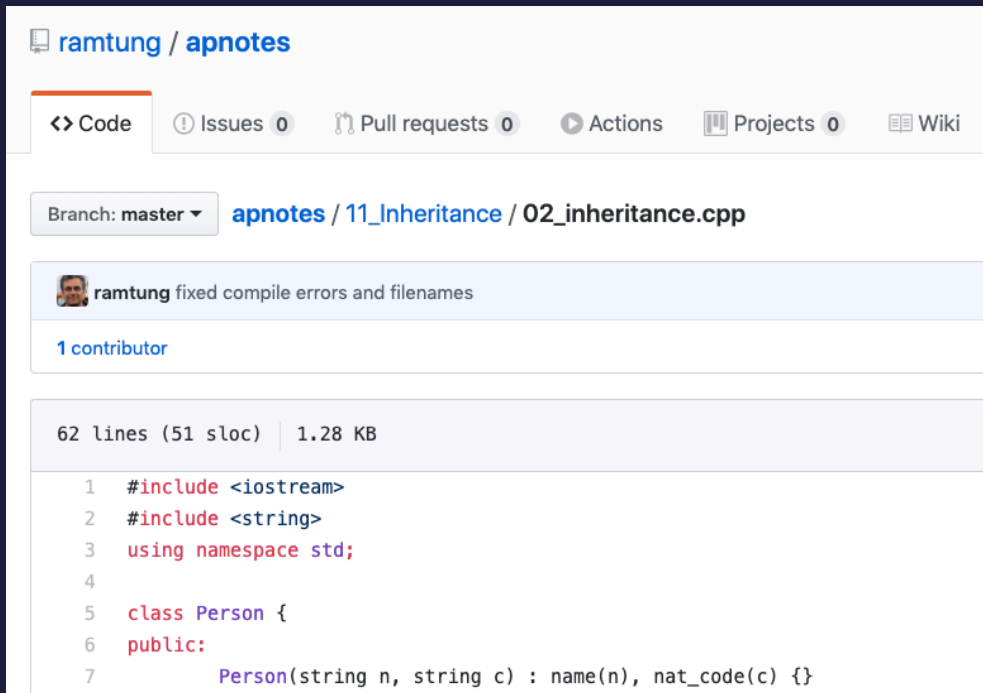 ramtung / apnotes
<> Code Issues 0 Pull requests 0 Actions Projects 0 Wiki
Branch: master apnotes / 11_Inheritance / 02_inheritance.cpp
ramtung fixed compile errors and filenames
1 contributor
62 lines (51 sloc) 1.28 KB
1 #include <iostream>
2 #include <string>
3 using namespace std;
4
5 class Person {
6 public:
7 Person(string n, string c) : name(n), nat_code(c) {}